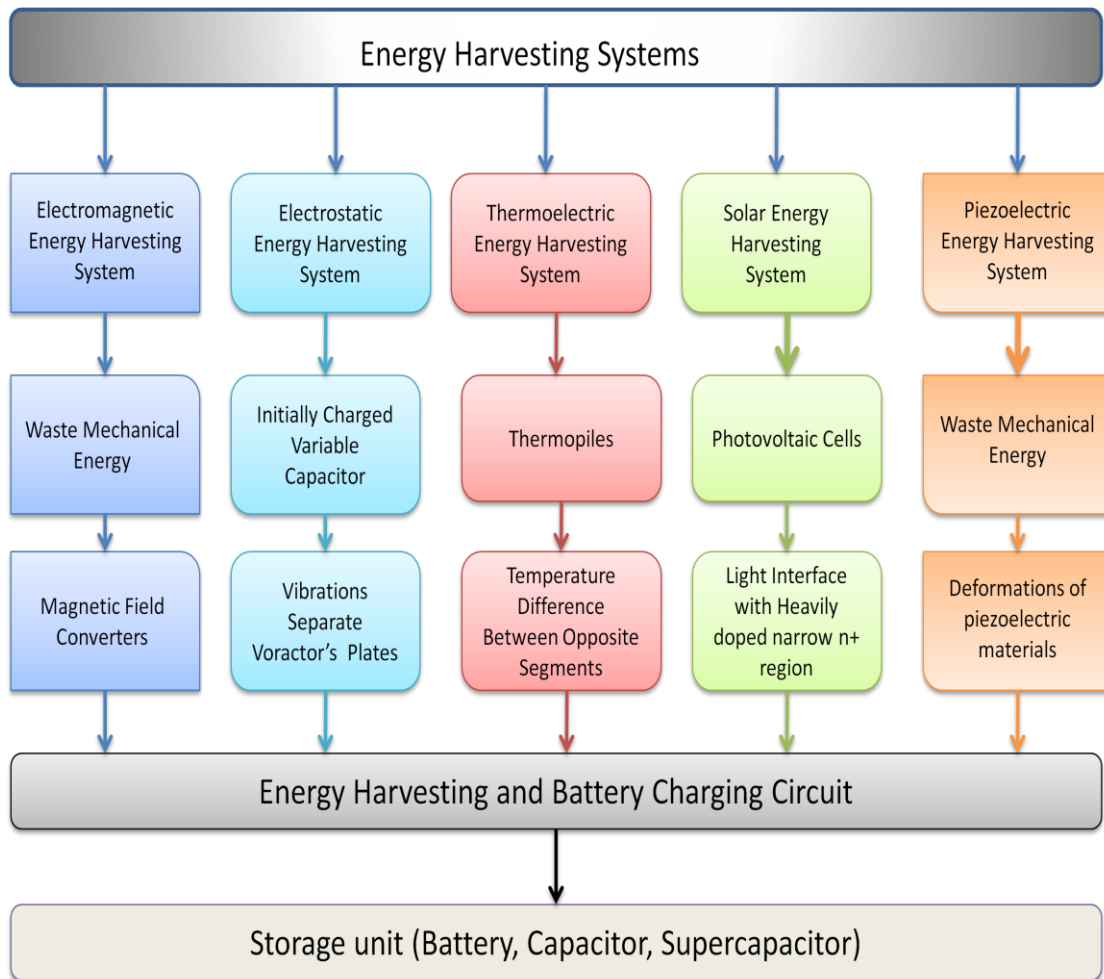 Energy Harvesting Systems
Electromagnetic
Energy Harvesting
System
Electrostatic
Energy Harvesting
System
Thermoelectric
Energy Harvesting
System
Solar Energy
Harvesting
System
Piezoelectric
Energy Harvesting
System
Waste Mechanical
Energy
Initially Charged
Variable
Capacitor
Thermopiles
Photovoltaic Cells
Waste Mechanical
Energy
Magnetic Field
Converters
Vibrations
Separate
Voractor’s Plates
Temperature
Difference
Between Opposite
Segments
Light Interface
with Heavily
doped narrow n+
region
Deformations of
piezoelectric
materials
Energy Harvesting and Battery Charging Circuit
Storage unit (Battery, Capacitor, Supercapacitor)